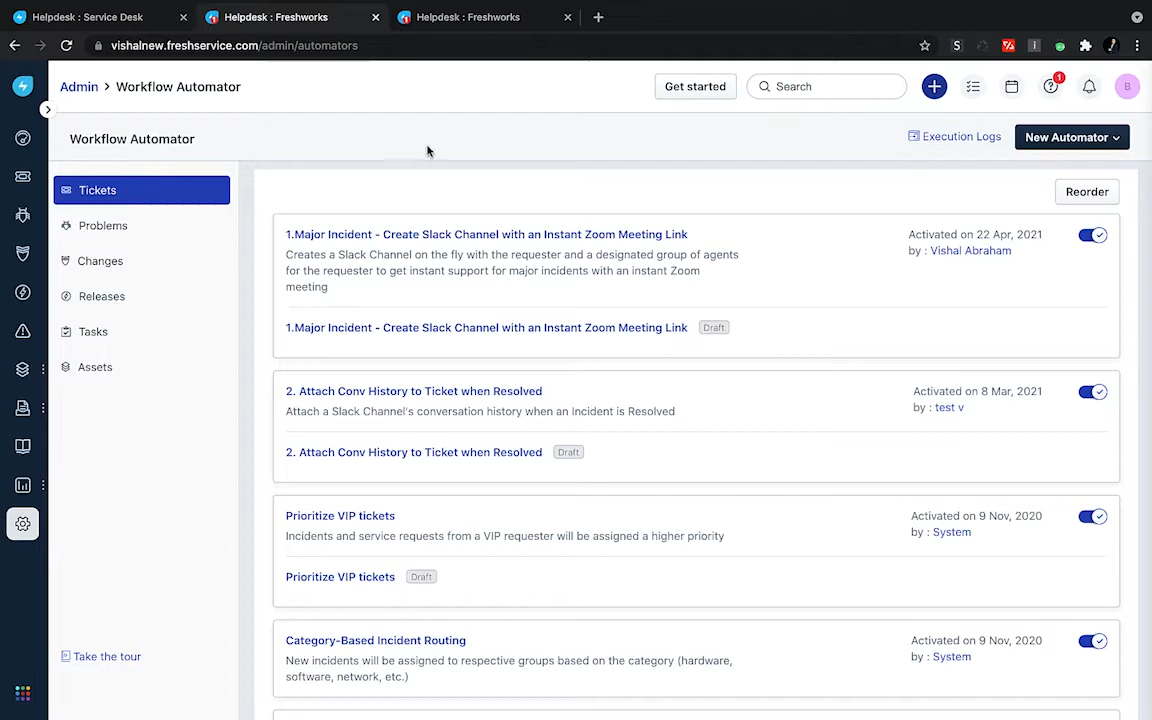 Helpdesk : Service Desk
Helpdesk : Freshworks
Helpdesk : Freshworks
vishalnew.freshservice.com/admin/automators
S
I
Admin > Workflow Automator
Get started
Search
1
B
Workflow Automator
Execution Logs
New Automator
Tickets
Problems
Changes
Releases
Tasks
Assets
Take the tour
Reorder
1.Major Incident - Create Slack Channel with an Instant Zoom Meeting Link
Creates a Slack Channel on the fly with the requester and a designated group of agents
for the requester to get instant support for major incidents with an instant Zoom
meeting
Activated on 22 Apr, 2021
by : Vishal Abraham
1.Major Incident - Create Slack Channel with an Instant Zoom Meeting Link Draft
2. Attach Conv History to Ticket when Resolved
Attach a Slack Channel's conversation history when an Incident is Resolved
Activated on 8 Mar, 2021
by : test v
2. Attach Conv History to Ticket when Resolved Draft
Prioritize VIP tickets
Incidents and service requests from a VIP requester will be assigned a higher priority
Activated on 9 Nov, 2020
by : System
Prioritize VIP tickets Draft
Category-Based Incident Routing
New incidents will be assigned to respective groups based on the category (hardware,
software, network, etc.)
Activated on 9 Nov, 2020
by : System